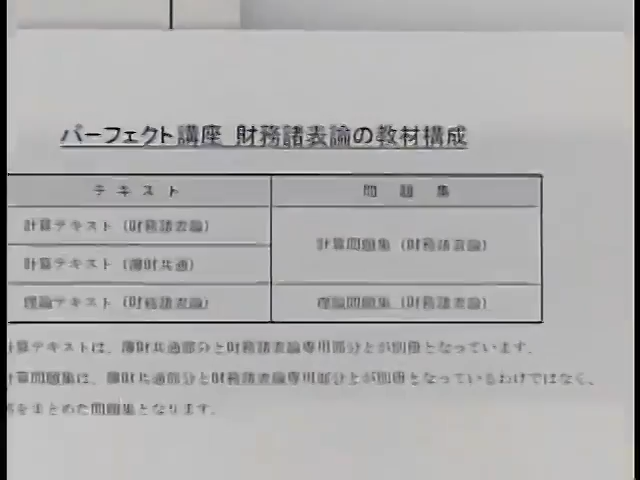 パーフェクト講座 財務諸表論の教材構成
テキスト 問題集
計算テキスト (財務諸表論)
計算問題集 (財務諸表論)
計算テキスト (簿財共通)
理論テキスト (財務諸表論) 理論問題集 (財務諸表論)
計算テキストは、簿財共通部分と財務諸表論専用部分とが別冊となっています。
計算問題集は、簿財共通部分と財務諸表論専用部分とが別冊となっているわけではなく、
をまとめた問題集となります。